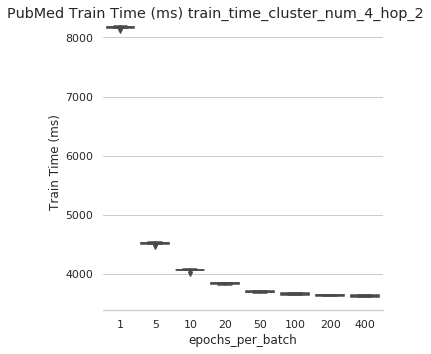 PubMed Train Time (ms) train_time_cluster_num_4_hop_2
8000
7000
6000
5000
4000
Train Time (ms)
1 5 10 20 50 100 200 400
epochs_per_batch